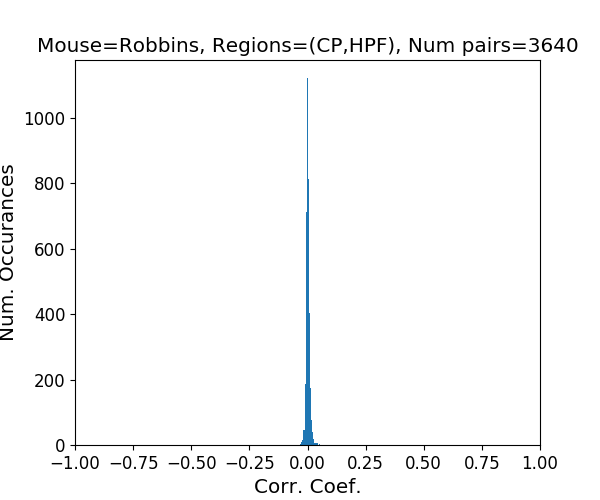 Mouse=Robbins, Regions=(CP,HPF), Num pairs=3640
Num. Occurances
1000
800
600
400
200
0
−1.00 −0.75 −0.50 −0.25 0.00 0.25 0.50 0.75 1.00
Corr. Coef.